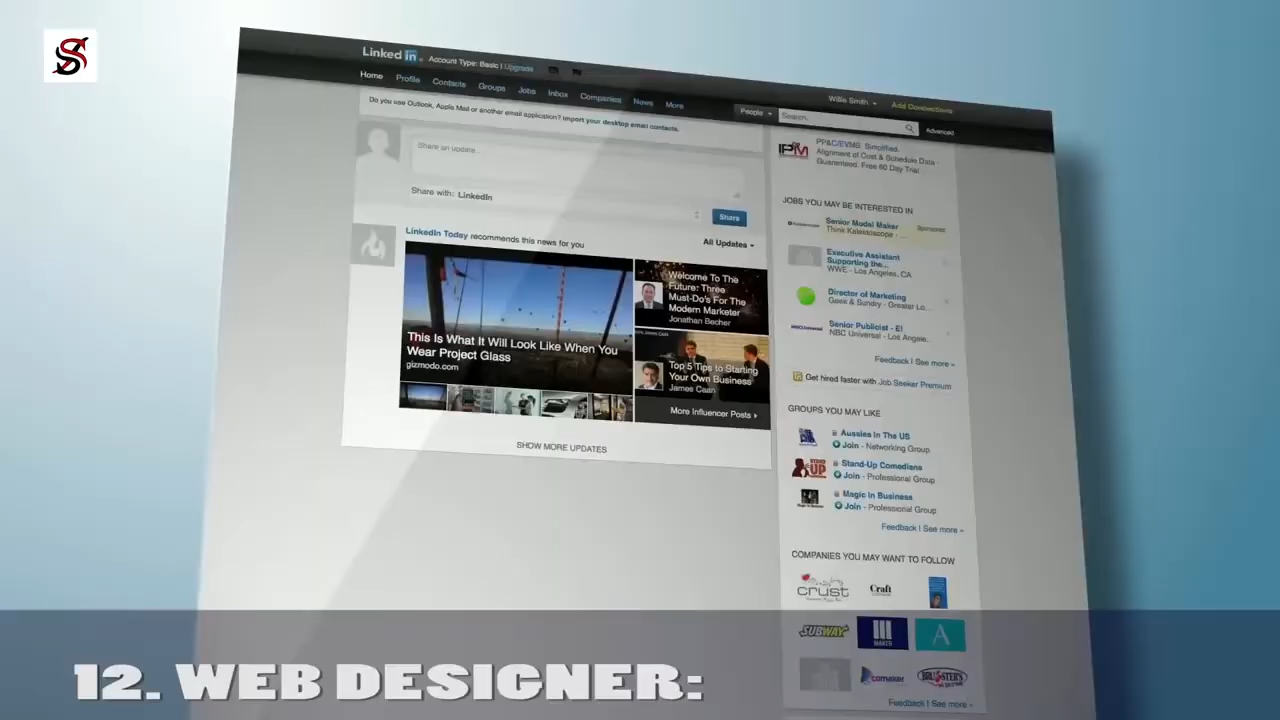 Linked in
Account Type: Basic | Upgrade
Willie Smith
Add Connections
Home Profile Contacts Groups Jobs Inbox Companies News More
People
Search...
Advanced
Do you use Outlook, Apple Mail or another email application? Import your desktop email contacts.
Share an update...
Share with: LinkedIn
Share
LinkedIn Today recommends this news for you
All Updates
This Is What It Will Look Like When You
Wear Project Glass
gizmodo.com
Welcome To The
Future: Three
Must-Do's For The
Modern Marketer
Jonathan Becher
Top 5 Tips to Starting
Your Own Business
James Caan
More Influencer Posts
SHOW MORE UPDATES
IPM
PP&C/EVMS. Simplified.
Alignment of Cost & Schedule Data -
Guaranteed. Free 60 Day Trial
JOBS YOU MAY BE INTERESTED IN
Senior Modal Maker
Think Kaleidoscope - ...
Sponsored
Executive Assistant
Supporting the...
WWE - Los Angeles, CA
Director of Marketing
Geek & Sundry - Greater Lo...
Senior Publicist - E!
NBC Universal - Los Angele...
Feedback | See more »
Get hired faster with Job Seeker Premium
GROUPS YOU MAY LIKE
Aussies In The US
Join - Networking Group
STAND UP
Stand-Up Comedians
Join - Professional Group
Magic In Business
Join - Professional Group
Feedback | See more »
COMPANIES YOU MAY WANT TO FOLLOW
crust
Craft
SUBWAY
MAKER
A
comaker
BRUSTER'S
Feedback | See more »
12. WEB DESIGNER: